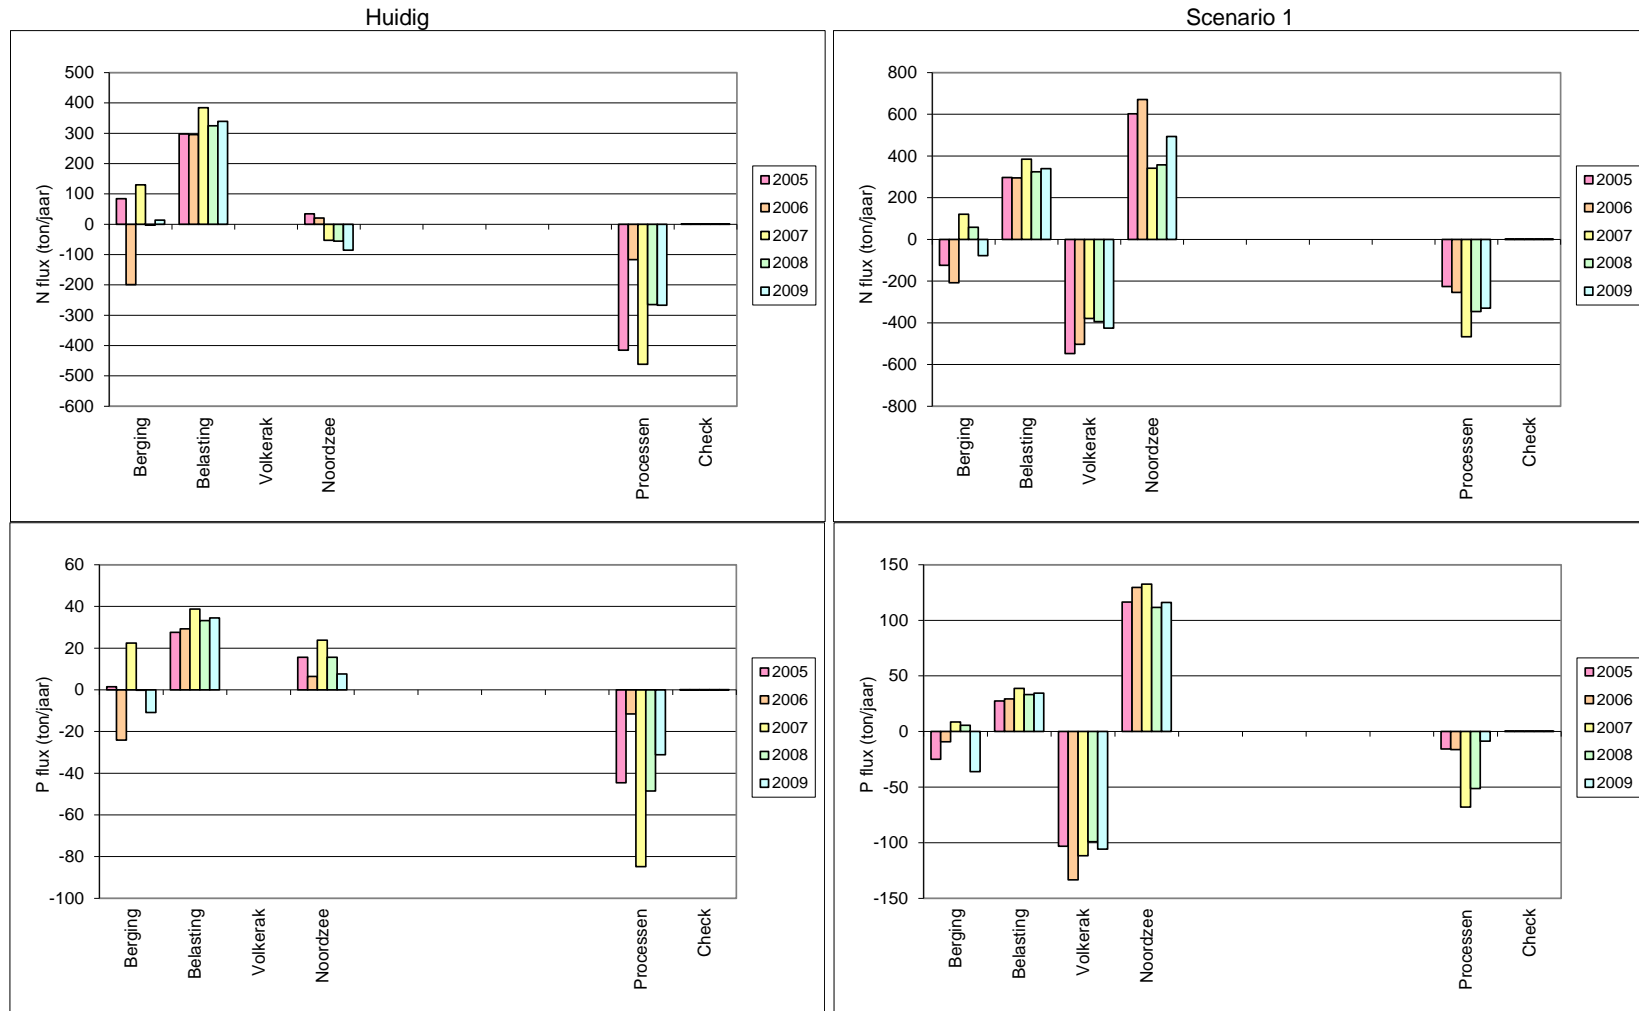 Huidig
Scenario 1
N flux (ton/jaar)
500
400
300
200
100
0
-100
-200
-300
-400
-500
-600
Berging
Belasting
Volkerak
Noordzee
Processen
Check
2005
2006
2007
2008
2009
N flux (ton/jaar)
800
600
400
200
0
-200
-400
-600
-800
Berging
Belasting
Volkerak
Noordzee
Processen
Check
2005
2006
2007
2008
2009
P flux (ton/jaar)
60
40
20
0
-20
-40
-60
-80
-100
Berging
Belasting
Volkerak
Noordzee
Processen
Check
2005
2006
2007
2008
2009
P flux (ton/jaar)
150
100
50
0
-50
-100
-150
Berging
Belasting
Volkerak
Noordzee
Processen
Check
2005
2006
2007
2008
2009